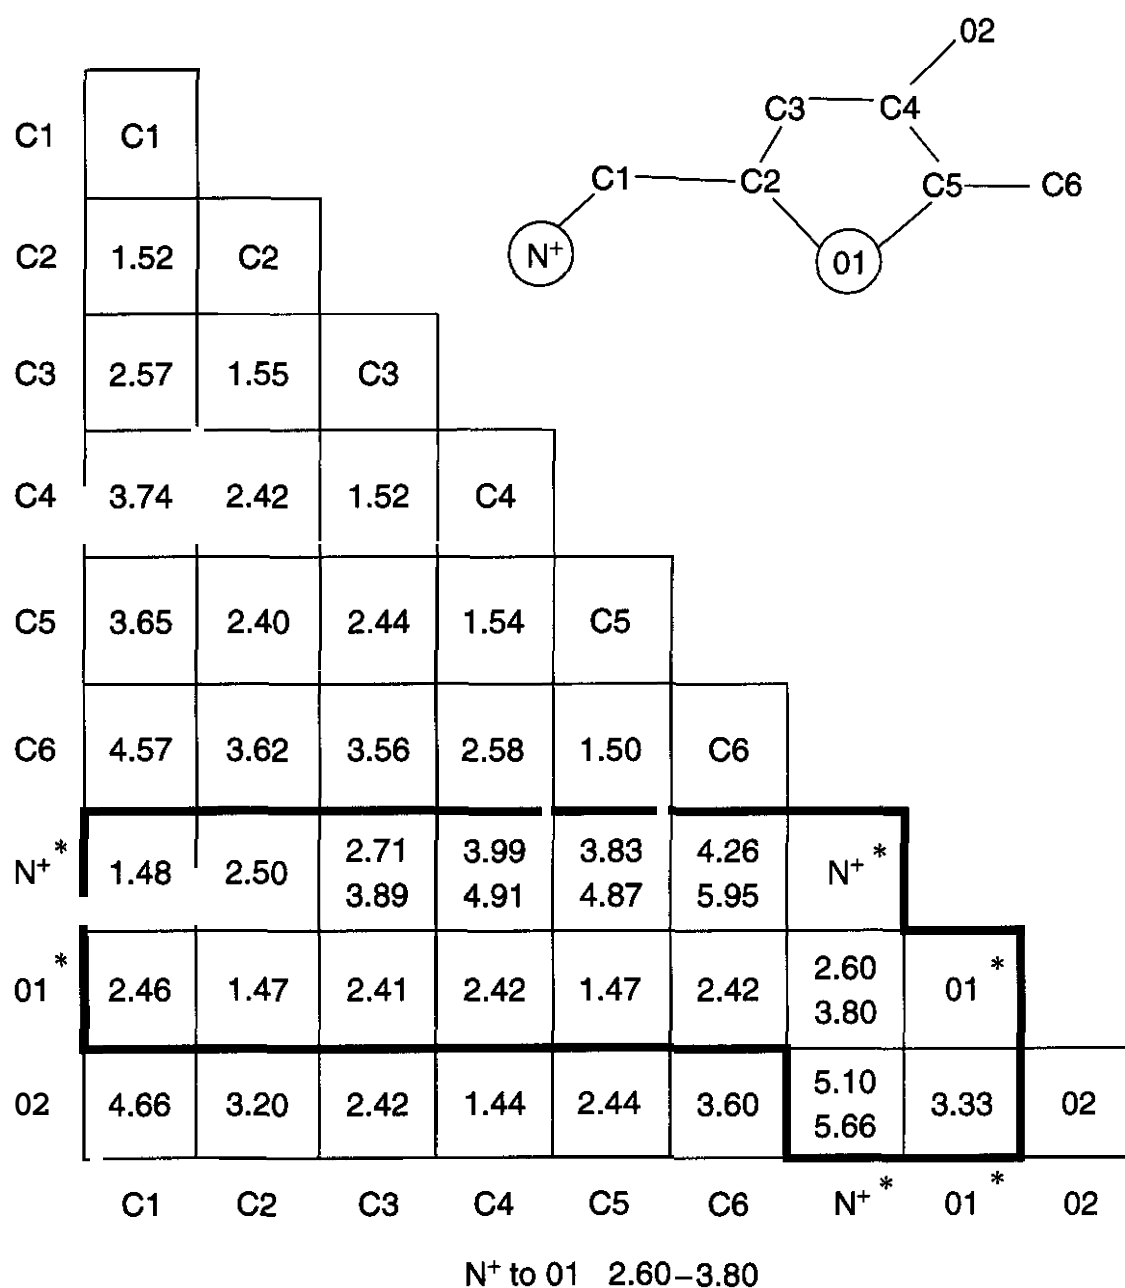 02
C3 C4
C1 C2 C5 C6
N+ 01
C1 C1
C2 1.52 C2
C3 2.57 1.55 C3
C4 3.74 2.42 1.52 C4
C5 3.65 2.40 2.44 1.54 C5
C6 4.57 3.62 3.56 2.58 1.50 C6
N+* 1.48 2.50 2.71 3.99 3.83 4.26 N+*
3.89 4.91 4.87 5.95
01* 2.46 1.47 2.41 2.42 1.47 2.42 2.60 01*
3.80
02 4.66 3.20 2.42 1.44 2.44 3.60 5.10 3.33 02
5.66
C1 C2 C3 C4 C5 C6 N+* 01* 02
N+ to 01 2.60–3.80